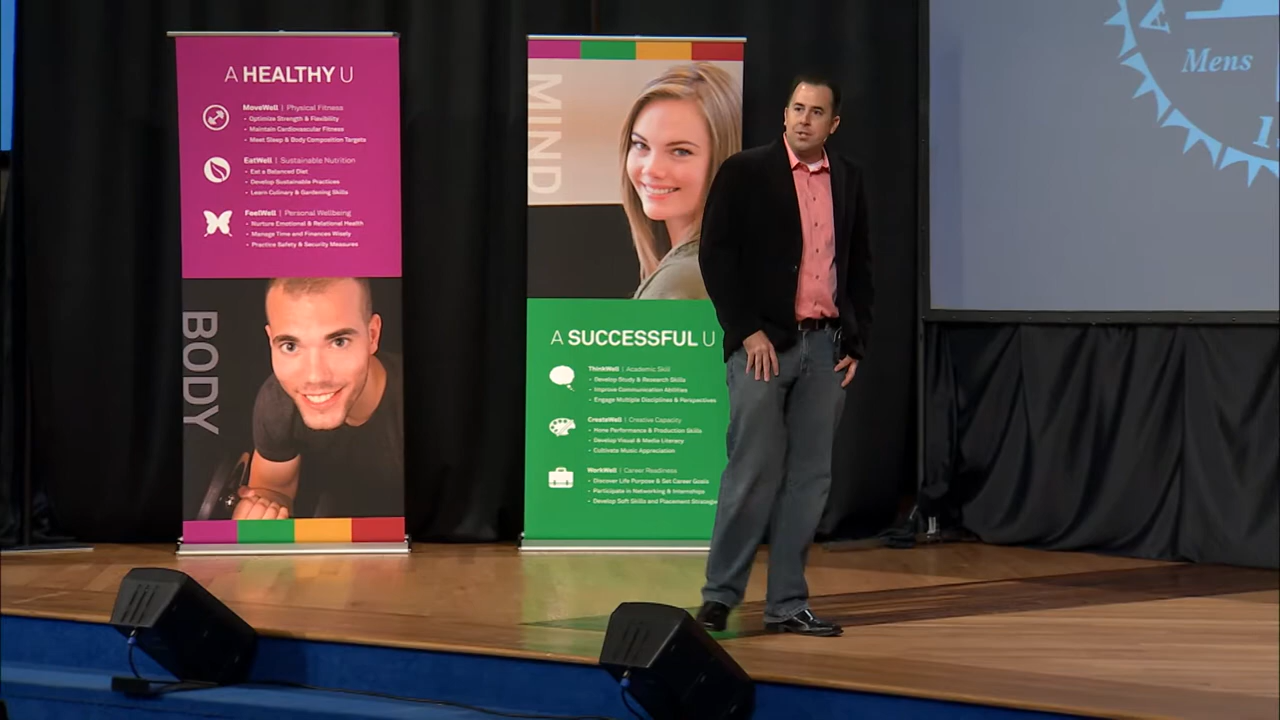 A HEALTHY U
MoveWell | Physical Fitness
• Optimize Strength & Flexibility
• Maintain Cardiovascular Fitness
• Meet Sleep & Body Composition Targets
EatWell | Sustainable Nutrition
• Eat a Balanced Diet
• Develop Sustainable Practices
• Learn Culinary & Gardening Skills
FeelWell | Personal Wellbeing
• Nurture Emotional & Relational Health
• Manage Time and Finances Wisely
• Practice Safety & Security Measures
BODY
MIND
A SUCCESSFUL U
ThinkWell | Academic Skill
• Develop Study & Research Skills
• Improve Communication Abilities
• Engage Multiple Disciplines & Perspectives
CreateWell | Creative Capacity
• Hone Performance & Production Skills
• Develop Visual & Media Literacy
• Cultivate Music Appreciation
WorkWell | Career Readiness
• Discover Life Purpose & Set Career Goals
• Participate in Networking & Internships
• Develop Soft Skills and Placement Strategie
Mens
1